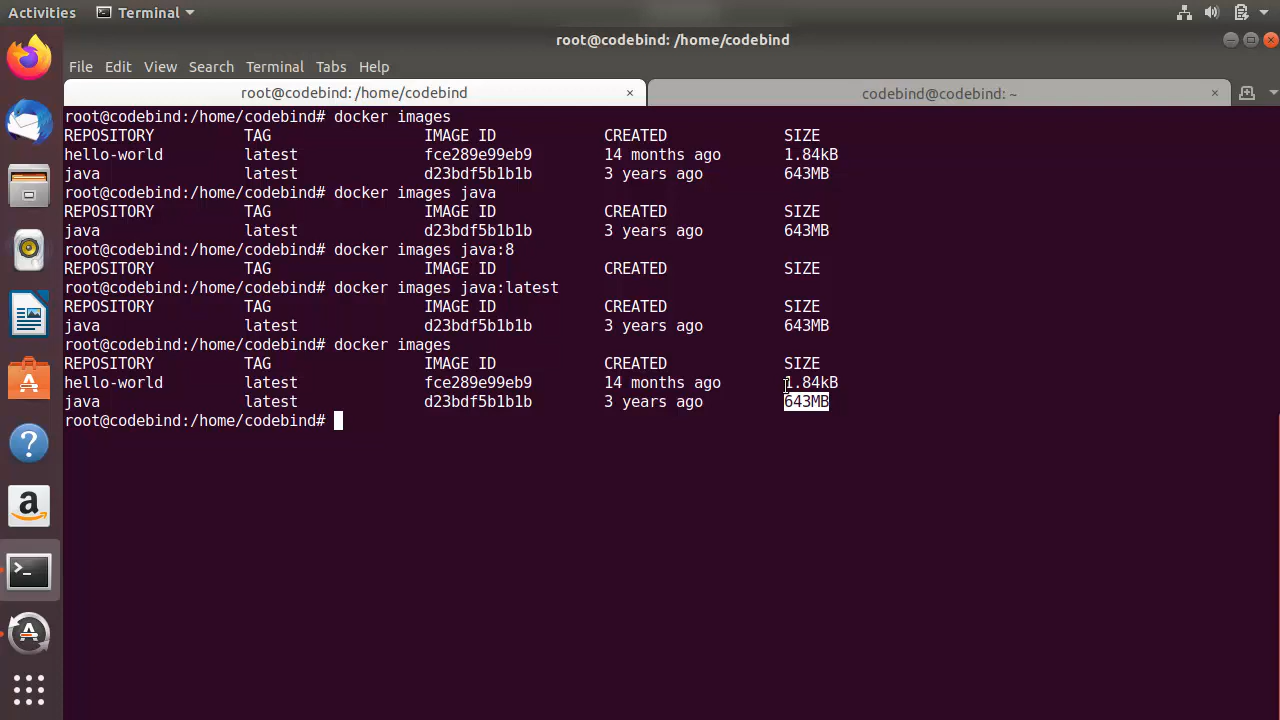 Activities Terminal
root@codebind: /home/codebind
File Edit View Search Terminal Tabs Help
root@codebind: /home/codebind × codebind@codebind: ~ ×
root@codebind:/home/codebind# docker images
REPOSITORY TAG IMAGE ID CREATED SIZE
hello-world latest fce289e99eb9 14 months ago 1.84kB
java latest d23bdf5b1b1b 3 years ago 643MB
root@codebind:/home/codebind# docker images java
REPOSITORY TAG IMAGE ID CREATED SIZE
java latest d23bdf5b1b1b 3 years ago 643MB
root@codebind:/home/codebind# docker images java:8
REPOSITORY TAG IMAGE ID CREATED SIZE
root@codebind:/home/codebind# docker images java:latest
REPOSITORY TAG IMAGE ID CREATED SIZE
java latest d23bdf5b1b1b 3 years ago 643MB
root@codebind:/home/codebind# docker images
REPOSITORY TAG IMAGE ID CREATED SIZE
hello-world latest fce289e99eb9 14 months ago 1.84kB
java latest d23bdf5b1b1b 3 years ago 643MB
root@codebind:/home/codebind#